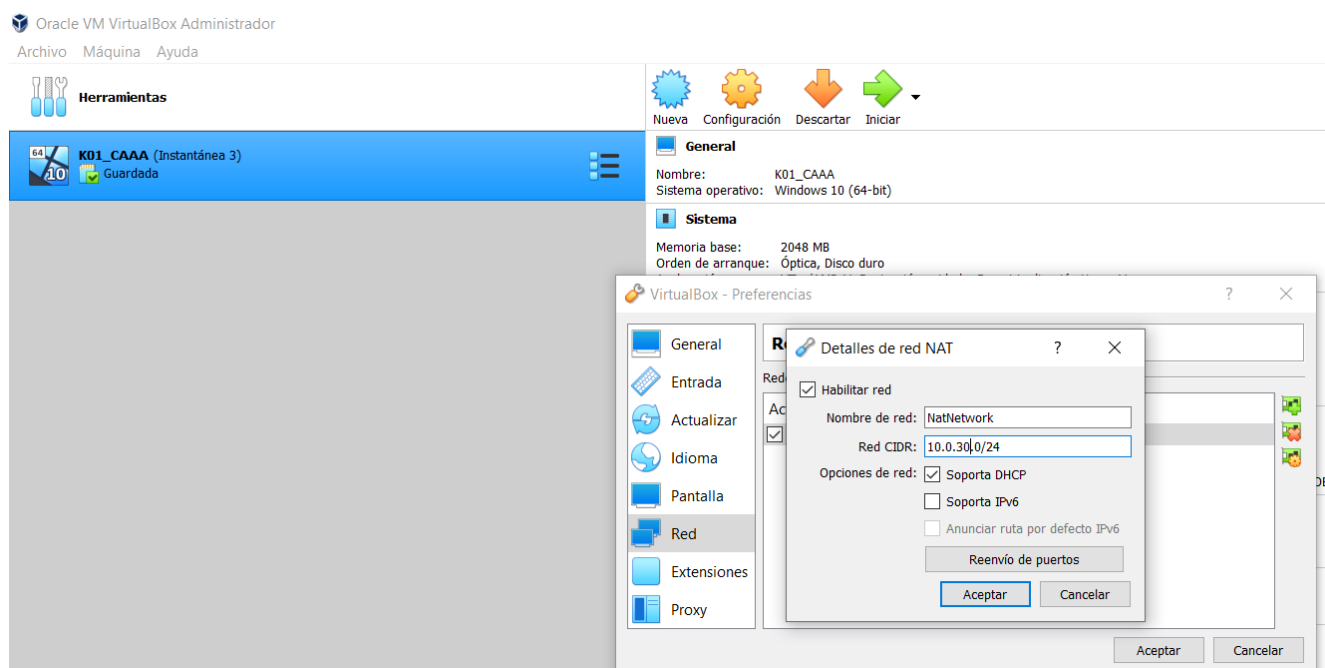 Oracle VM VirtualBox Administrador
Archivo Máquina Ayuda
Herramientas
Nueva Configuración Descartar Iniciar
64
10
K01_CAAA (Instantánea 3)
Guardada
General
Nombre: K01_CAAA
Sistema operativo: Windows 10 (64-bit)
Sistema
Memoria base: 2048 MB
Orden de arranque: Óptica, Disco duro
VirtualBox - Preferencias ? ×
General
Entrada
Actualizar
Idioma
Pantalla
Red
Extensiones
Proxy
Detalles de red NAT ? ×
Habilitar red
Nombre de red: NatNetwork
Red CIDR: 10.0.30.0/24
Opciones de red: Soporta DHCP
Soporta IPv6
Anunciar ruta por defecto IPv6
Reenvío de puertos
Aceptar Cancelar
Aceptar Cancelar